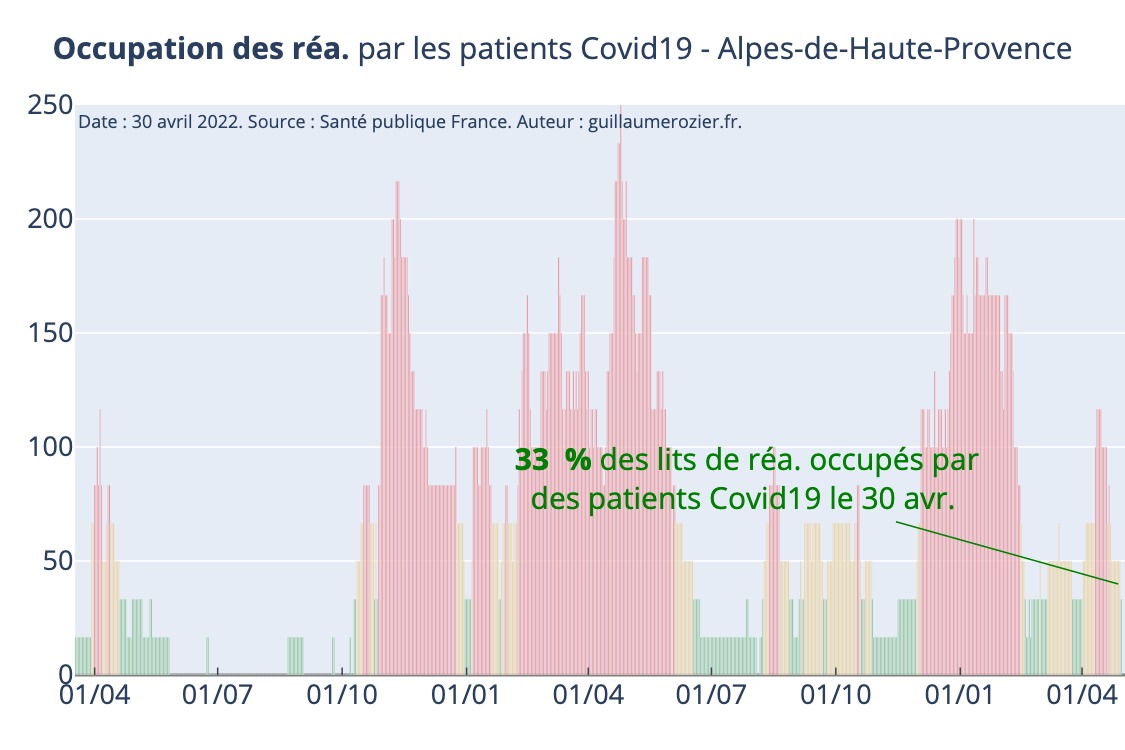 Occupation des réa. par les patients Covid19 - Alpes-de-Haute-Provence
250
Date : 30 avril 2022. Source : Santé publique France. Auteur : guillaumerozier.fr.
200
150
100
33 % des lits de réa. occupés par
des patients Covid19 le 30 avr.
50
0
01/04 01/07 01/10 01/01 01/04 01/07 01/10 01/01 01/04